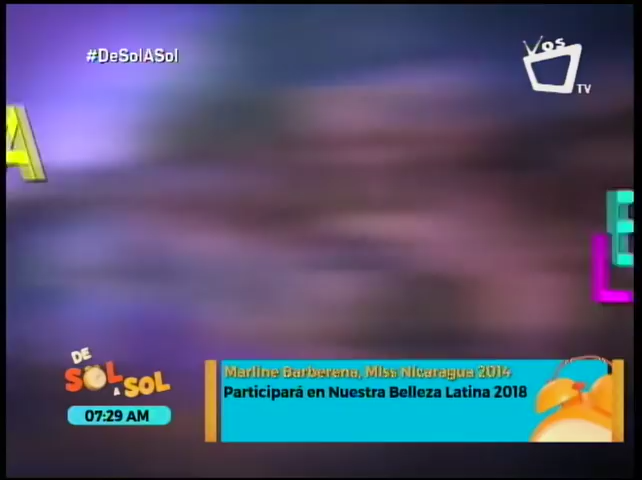 #DeSolASol
Vos
TV
A
E
L
DE
SOL
A SOL
07:29 AM
Marline Barberena, Miss Nicaragua 2014
Participará en Nuestra Belleza Latina 2018